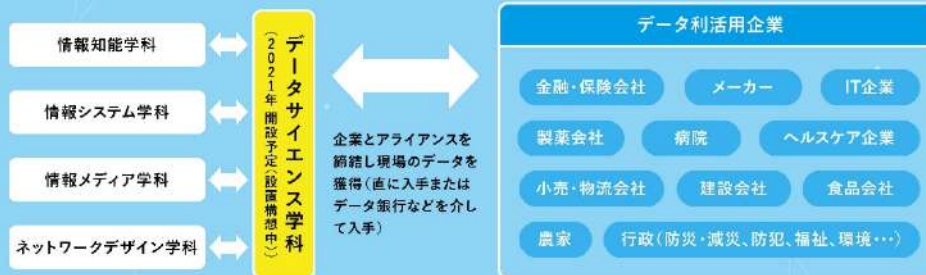 情報知能学科
情報システム学科
情報メディア学科
ネットワークデザイン学科
データサイエンス学科
(2021年 開設予定(設置構想中))
企業とアライアンスを
締結し現場のデータを
獲得(直に入手または
データ銀行などを介し
て入手)
データ利活用企業
金融・保険会社
メーカー
IT企業
製薬会社
病院
ヘルスケア企業
小売・物流会社
建設会社
食品会社
農家
行政(防災・減災、防犯、福祉、環境・・・)